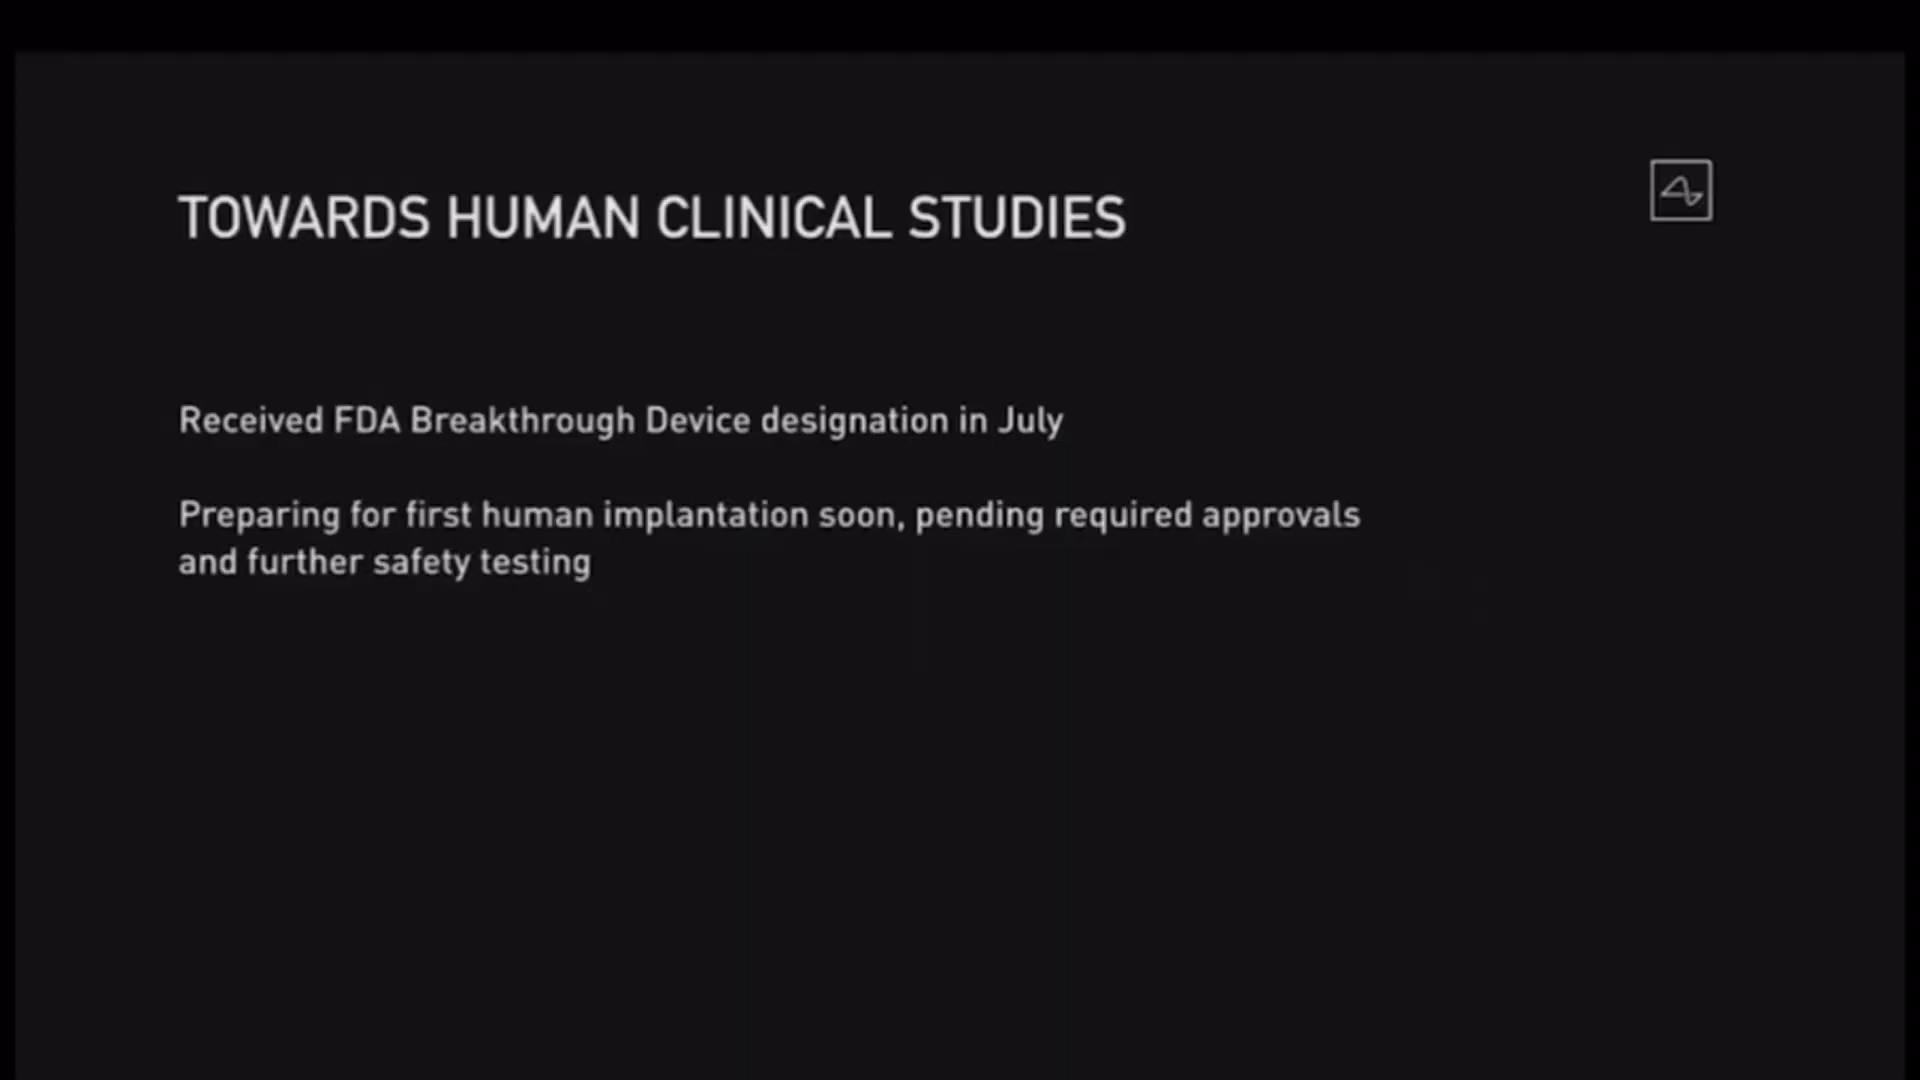 TOWARDS HUMAN CLINICAL STUDIES
Received FDA Breakthrough Device designation in July
Preparing for first human implantation soon, pending required approvals
and further safety testing